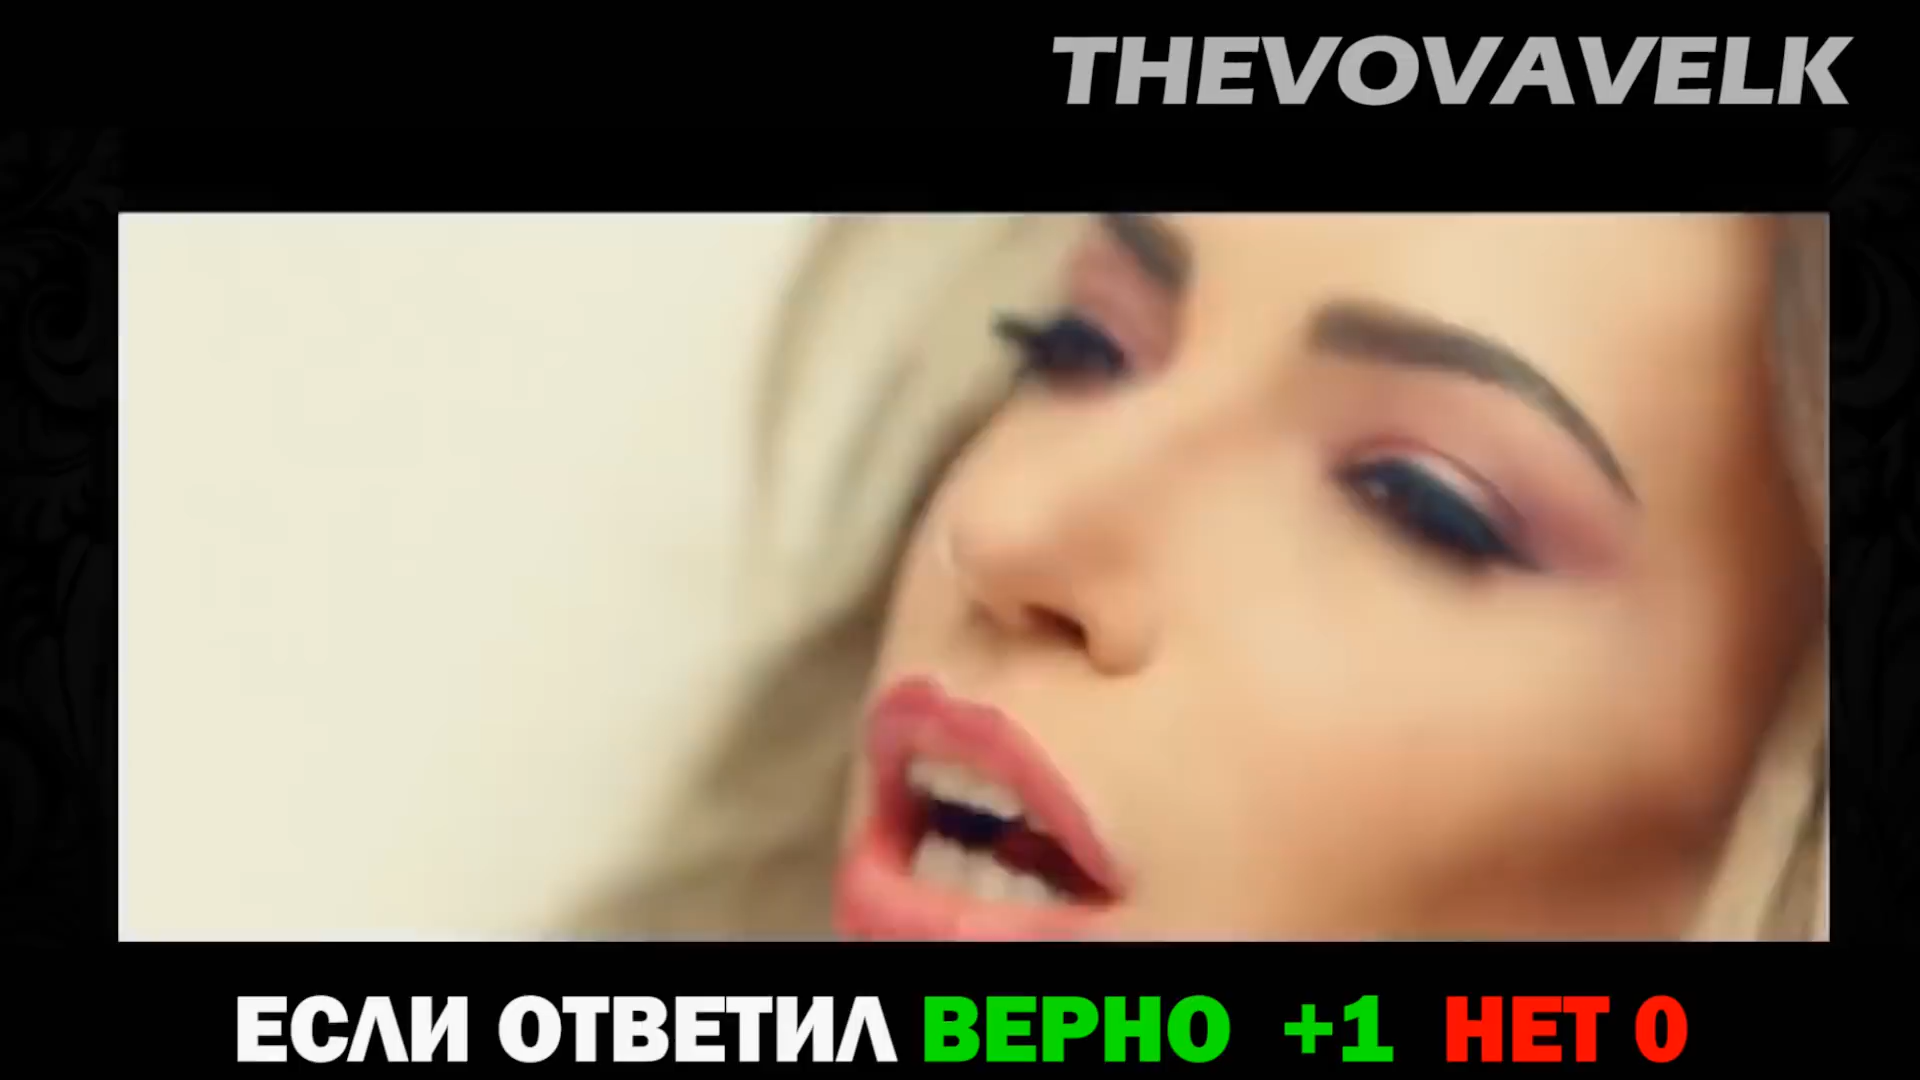 THEVOVAVELK
ЕСЛИ ОТВЕТИЛ ВЕРНО +1 НЕТ 0